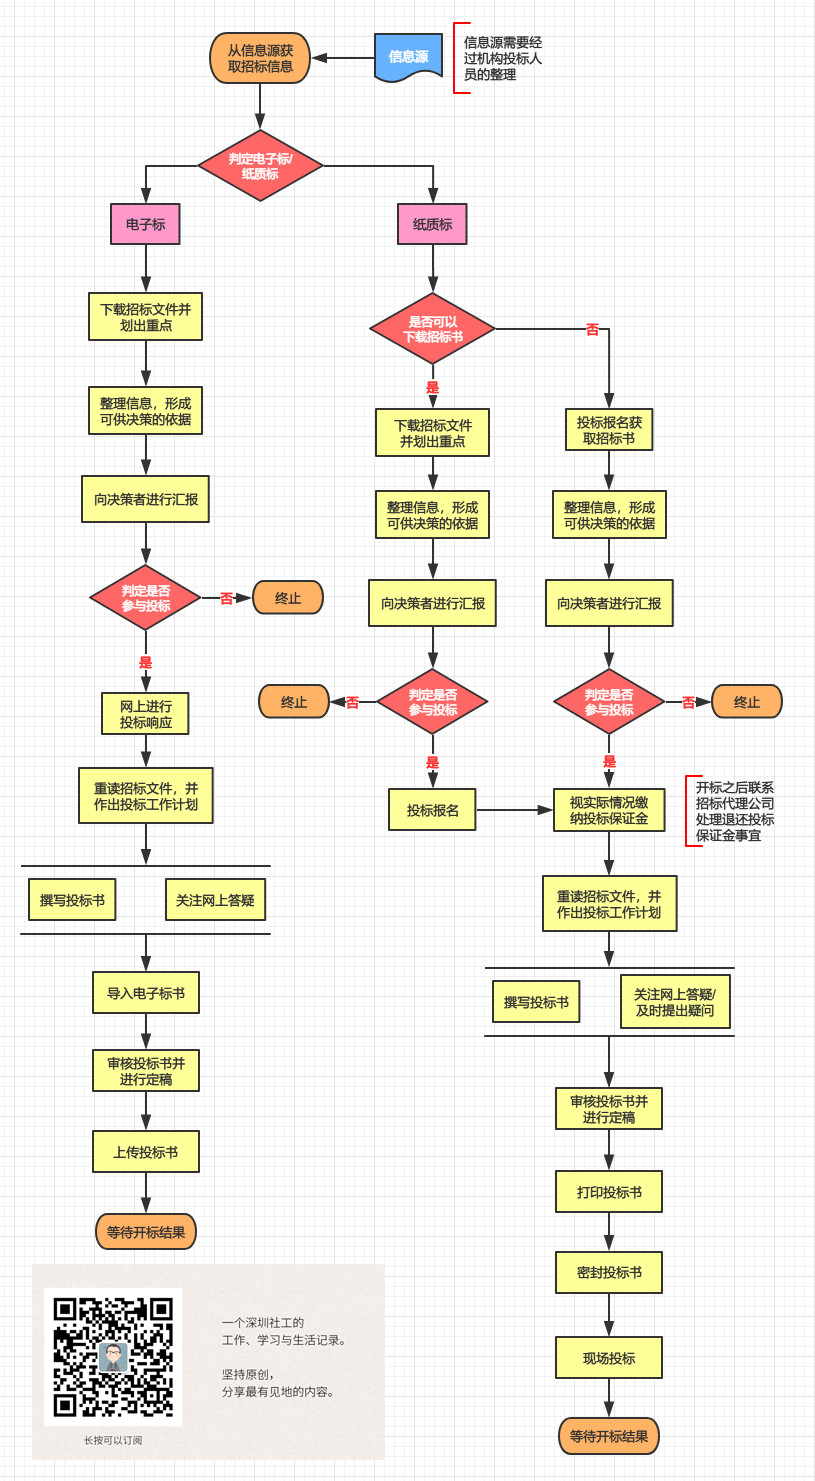 从信息源获
取招标信息
信息源
信息源需要经
过机构投标人
员的整理
判定电子标/
纸质标
电子标
纸质标
下载招标文件并
划出重点
是否可以
下载招标书
否
是
整理信息，形成
可供决策的依据
下载招标文件
并划出重点
投标报名获
取招标书
向决策者进行汇报
整理信息，形成
可供决策的依据
整理信息，形成
可供决策的依据
判定是否
参与投标
否
终止
向决策者进行汇报
向决策者进行汇报
是
网上进行
投标响应
终止
否
判定是否
参与投标
判定是否
参与投标
否
终止
是
是
重读招标文件，并
作出投标工作计划
投标报名
视实际情况缴
纳投标保证金
开标之后联系
招标代理公司
处理退还投标
保证金事宜
撰写投标书
关注网上答疑
重读招标文件，并
作出投标工作计划
导入电子标书
撰写投标书
关注网上答疑/
及时提出疑问
审核投标书并
进行定稿
审核投标书并
进行定稿
上传投标书
打印投标书
等待开标结果
密封投标书
现场投标
等待开标结果
一个深圳社工的
工作、学习与生活记录。
坚持原创，
分享最有见地的内容。
长按可以订阅